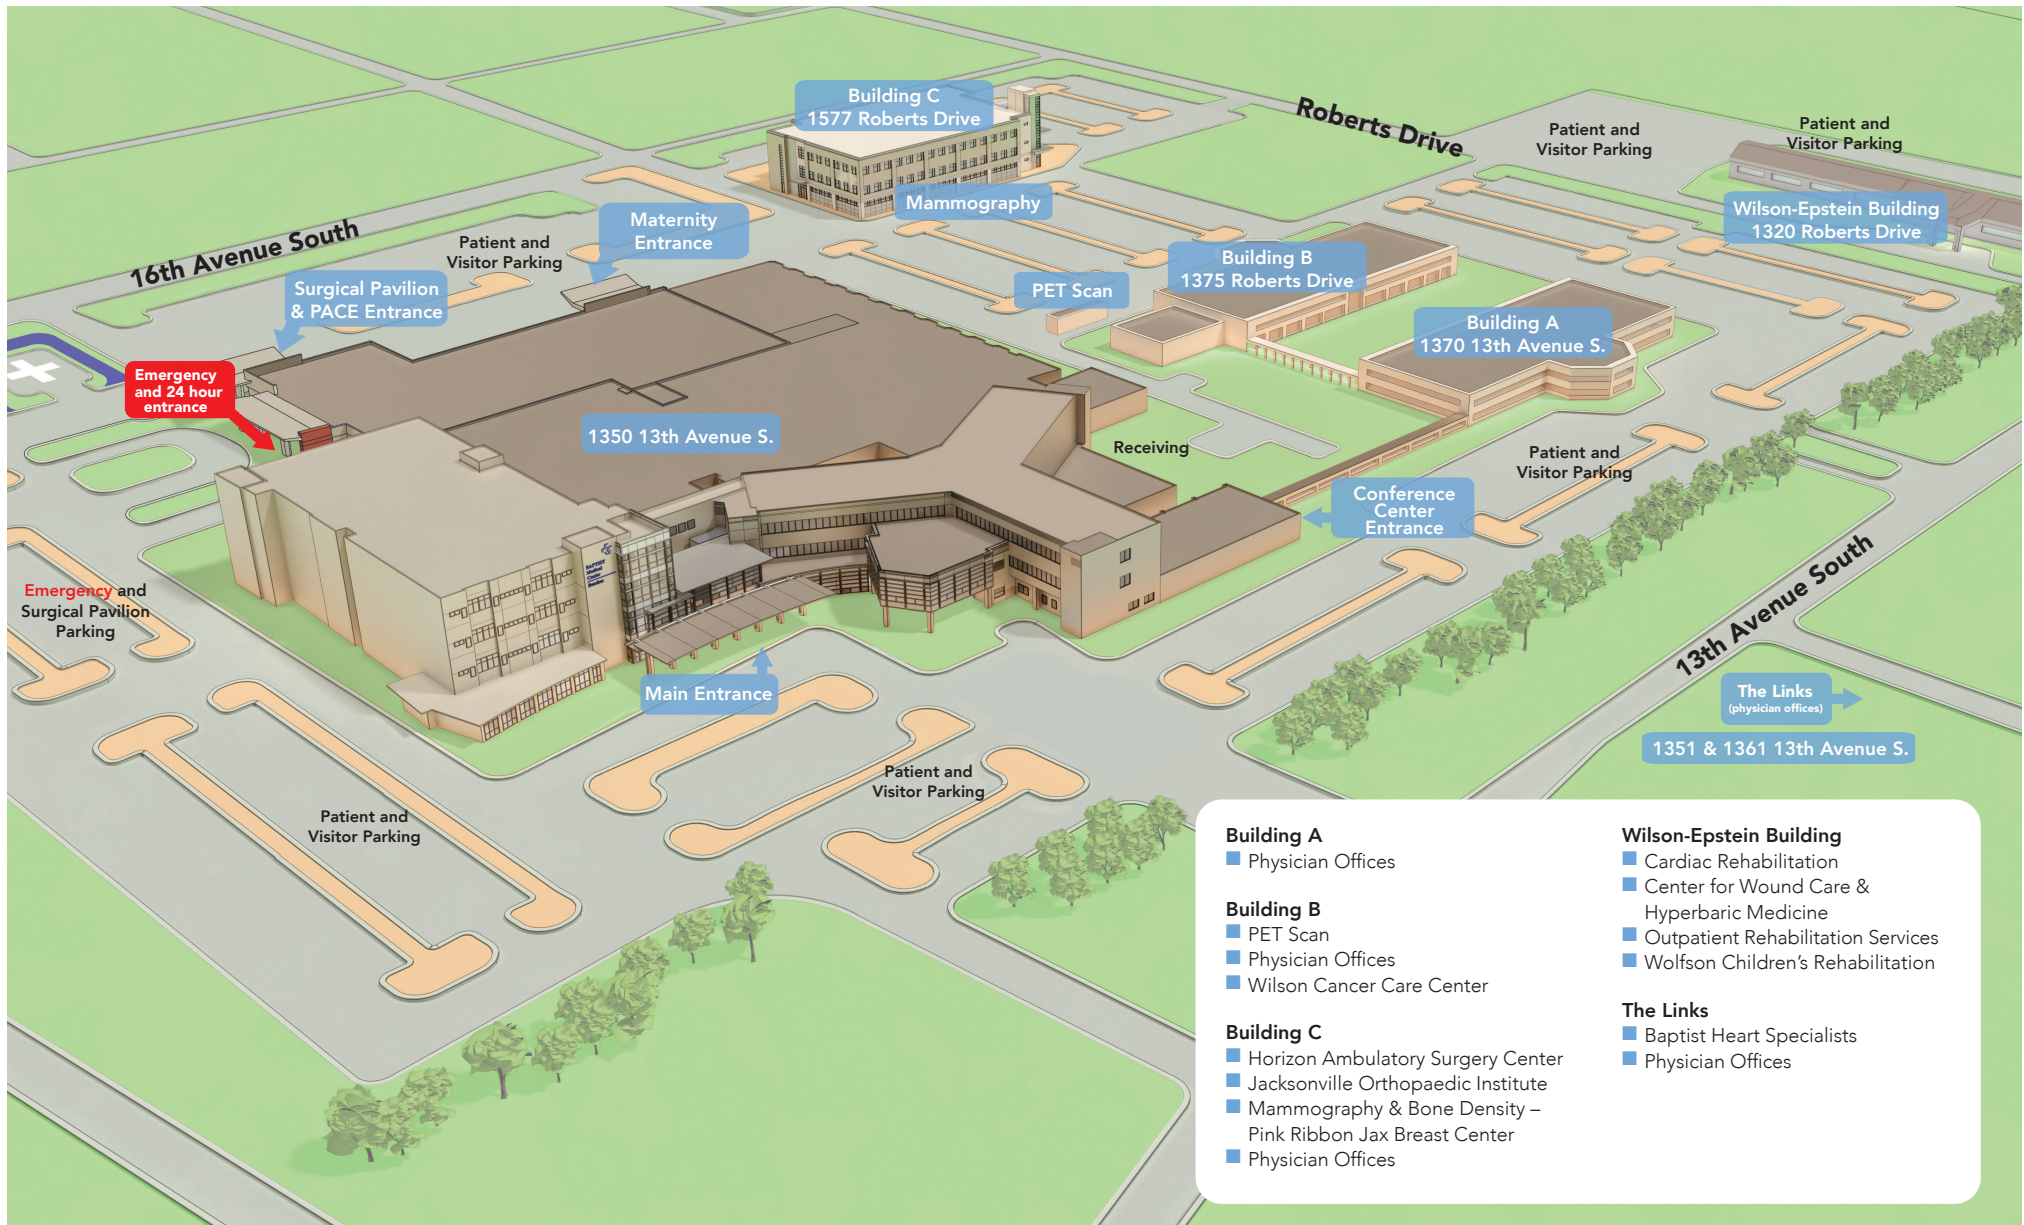 Building C
1577 Roberts Drive
Roberts Drive
Patient and
Visitor Parking
Patient and
Visitor Parking
Mammography
Wilson-Epstein Building
1320 Roberts Drive
Maternity
Entrance
16th Avenue South
Patient and
Visitor Parking
Building B
1375 Roberts Drive
PET Scan
Surgical Pavilion
& PACE Entrance
Building A
1370 13th Avenue S.
Emergency
and 24 hour
entrance
1350 13th Avenue S.
Receiving
Patient and
Visitor Parking
Conference
Center
Entrance
BAPTIST
Medical
Center
Beaches
13th Avenue South
Emergency and
Surgical Pavilion
Parking
Main Entrance
The Links
(physician offices)
1351 & 1361 13th Avenue S.
Patient and
Visitor Parking
Patient and
Visitor Parking
Building A
Physician Offices
Building B
PET Scan
Physician Offices
Wilson Cancer Care Center
Building C
Horizon Ambulatory Surgery Center
Jacksonville Orthopaedic Institute
Mammography & Bone Density –
Pink Ribbon Jax Breast Center
Physician Offices
Wilson-Epstein Building
Cardiac Rehabilitation
Center for Wound Care &
Hyperbaric Medicine
Outpatient Rehabilitation Services
Wolfson Children's Rehabilitation
The Links
Baptist Heart Specialists
Physician Offices